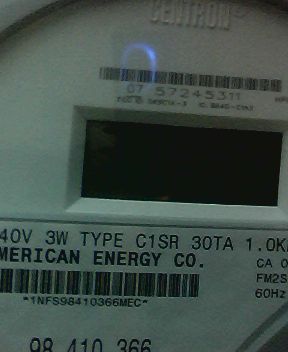 CENTRON
07 57245311
40V 3W TYPE C1SR 30TA 1.0K
MERICAN ENERGY CO.
CA 0
FM2S
*1NFS98410366MEC*
60Hz
98 410 366